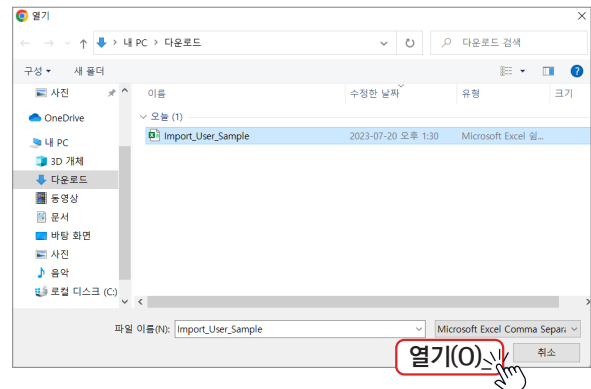 열기
내 PC > 다운로드
다운로드 검색
구성
새 폴더
이름
수정한 날짜
유형
크기
사진
OneDrive
내 PC
3D 개체
다운로드
동영상
문서
바탕 화면
사진
음악
로컬 디스크 (C:)
오늘 (1)
Import_User_Sample
2023-07-20 오후 1:30
Microsoft Excel 쉼...
파일 이름(N):
Import_User_Sample
Microsoft Excel Comma Separa
열기(O)
취소